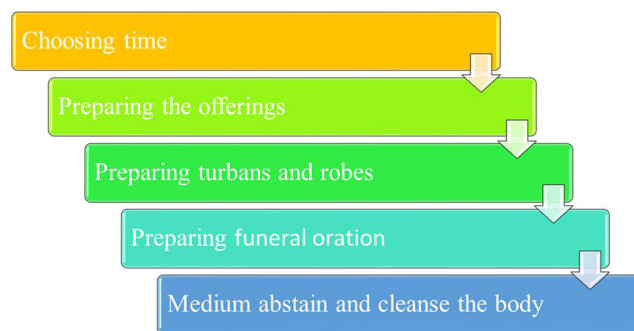 Choosing time
Preparing the offerings
Preparing turbans and robes
Preparing funeral oration
Medium abstain and cleanse the body